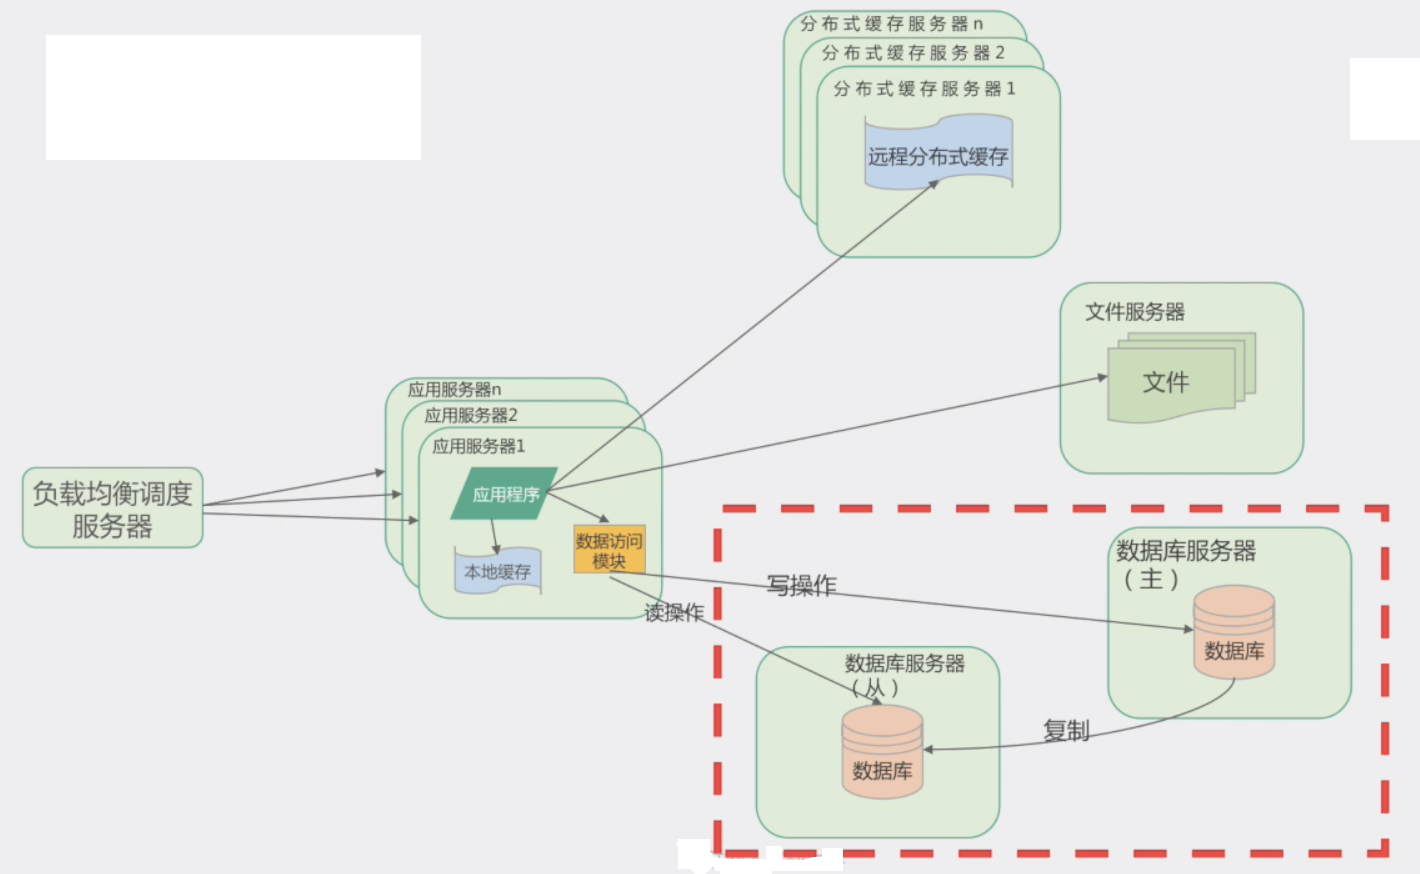 分布式缓存服务器n
分布式缓存服务器2
分布式缓存服务器1
远程分布式缓存
文件服务器
文件
应用服务器n
应用服务器2
应用服务器1
负载均衡调度
服务器
应用程序
数据访问
模块
本地缓存
写操作
读操作
数据库服务器
（主）
数据库
数据库服务器
（从）
数据库
复制